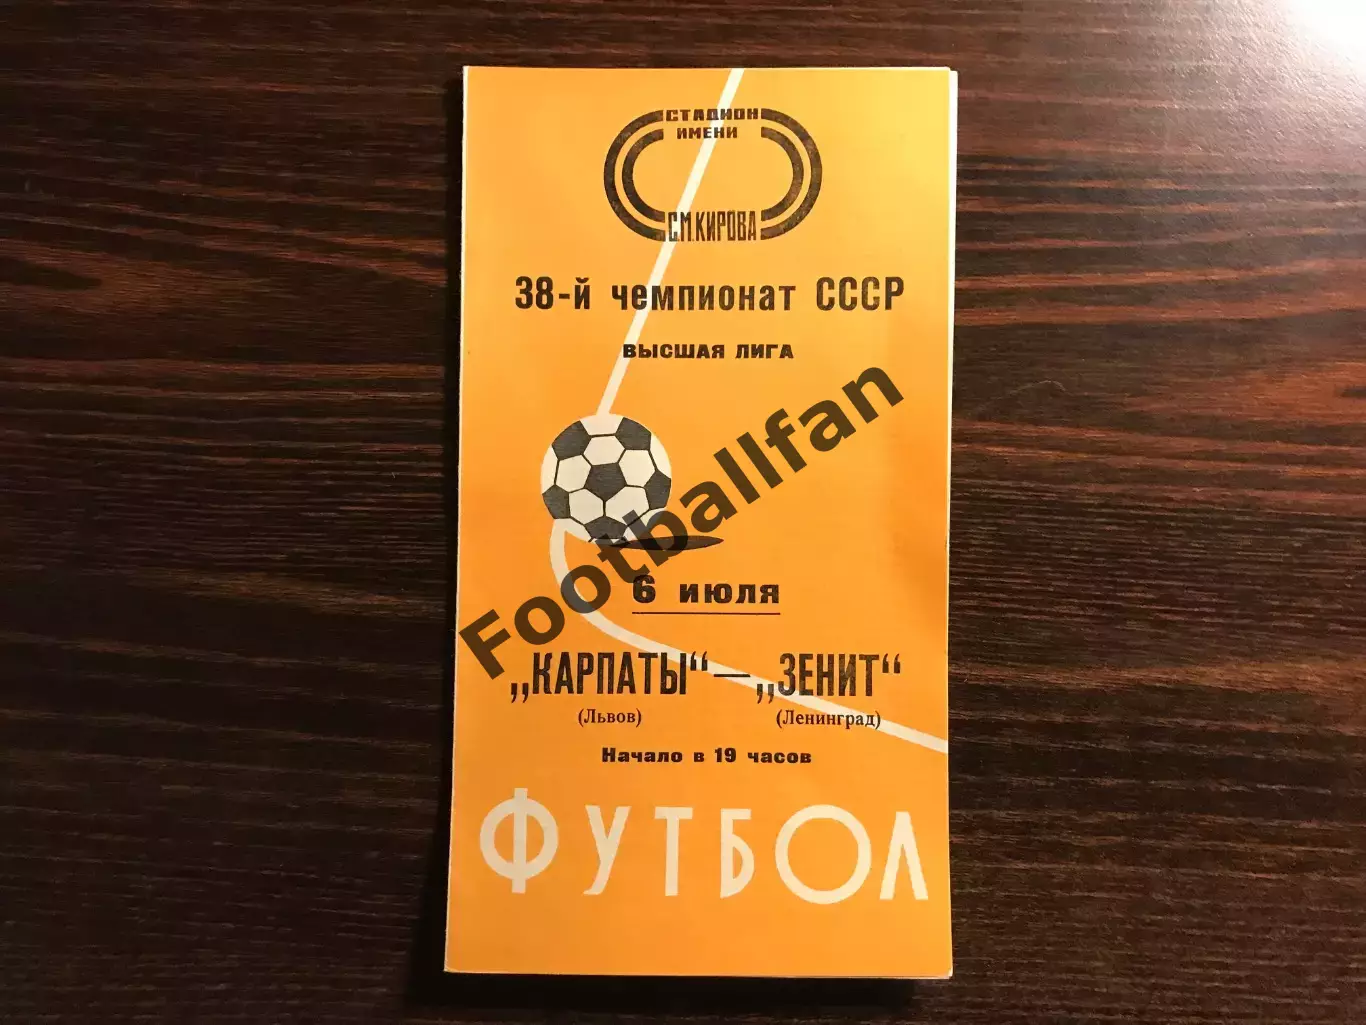 СТАДИОН
ИМЕНИ
С.М.КИРОВА
38-й чемпионат СССР
ВЫСШАЯ ЛИГА
Footballfan
6 июля
„КАРПАТЫ“ — „ЗЕНИТ“
(Львов) (Ленинград)
Начало в 19 часов
ФУТБОЛ